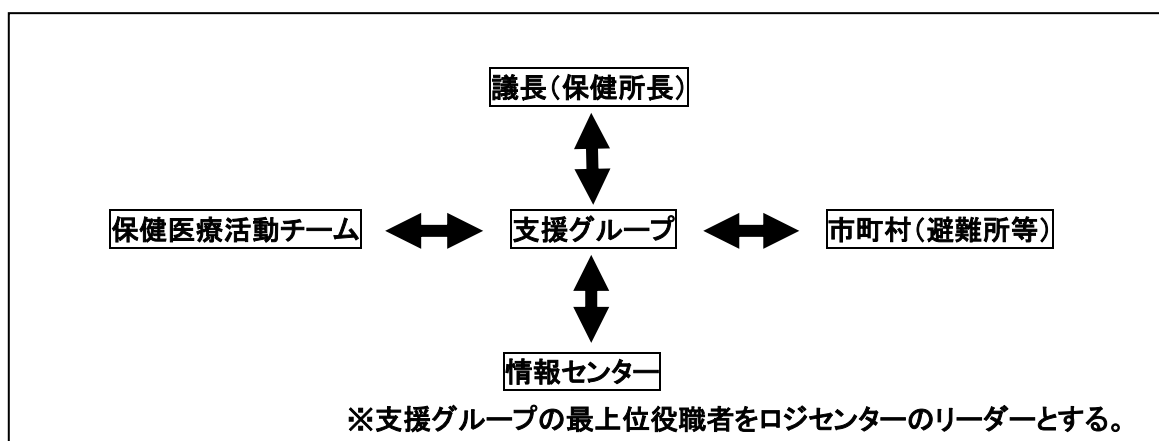 議長(保健所長)
保健医療活動チーム
支援グループ
市町村(避難所等)
情報センター
※支援グループの最上位役職者をロジセンターのリーダーとする。